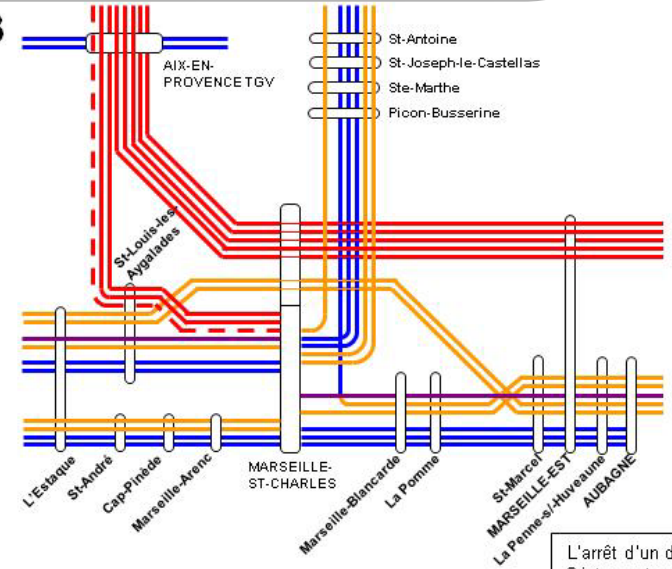 AIX-EN-
PROVENCE TGV
St-Antoine
St-Joseph-le-Castellas
Ste-Marthe
Picon-Busserine
St-Louis-les-
Aygalades
L'Estaque
St-André
Cap-Pinède
Marseille-Arenc
MARSEILLE-
ST-CHARLES
Marseille-Blancarde
La Pomme
St-Marcel
MARSEILLE-EST
La Penne-s/-Huveaune
AUBAGNE
L'arrêt d'un d